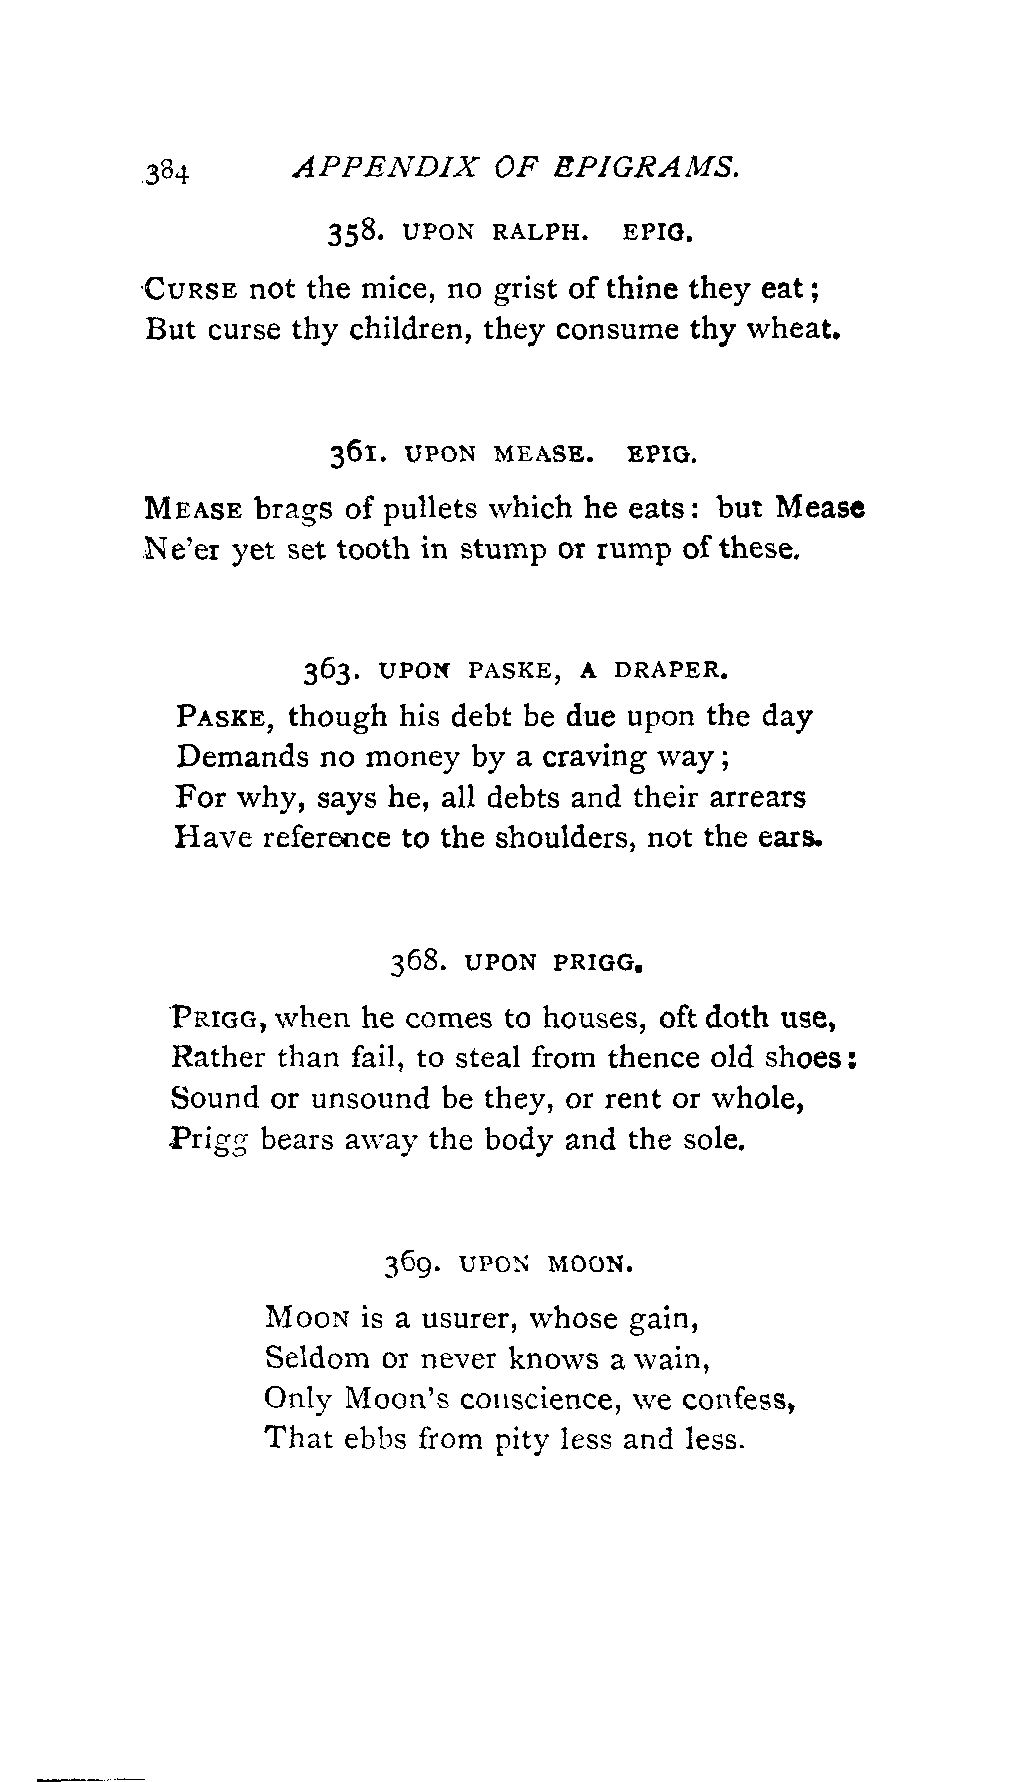 384 APPENDIX OF EPIGRAMS.
358. UPON RALPH. EPIG.
CURSE not the mice, no grist of thine they eat;
But curse thy children, they consume thy wheat.
361. UPON MEASE. EPIG.
MEASE brags of pullets which he eats: but Mease
Ne'er yet set tooth in stump or rump of these.
363. UPON PASKE, A DRAPER.
PASKE, though his debt be due upon the day
Demands no money by a craving way;
For why, says he, all debts and their arrears
Have reference to the shoulders, not the ears.
368. UPON PRIGG.
PRIGG, when he comes to houses, oft doth use,
Rather than fail, to steal from thence old shoes:
Sound or unsound be they, or rent or whole,
Prigg bears away the body and the sole.
369. UPON MOON.
MOON is a usurer, whose gain,
Seldom or never knows a wain,
Only Moon's conscience, we confess,
That ebbs from pity less and less.